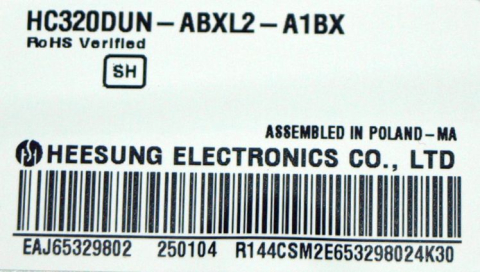 HC320DUN-ABXL2-A1BX
RoHS Verified
SH
ASSEMBLED IN POLAND-MA
HEESUNG ELECTRONICS CO., LTD
EAJ65329802 250104 R144CSM2E653298024K30